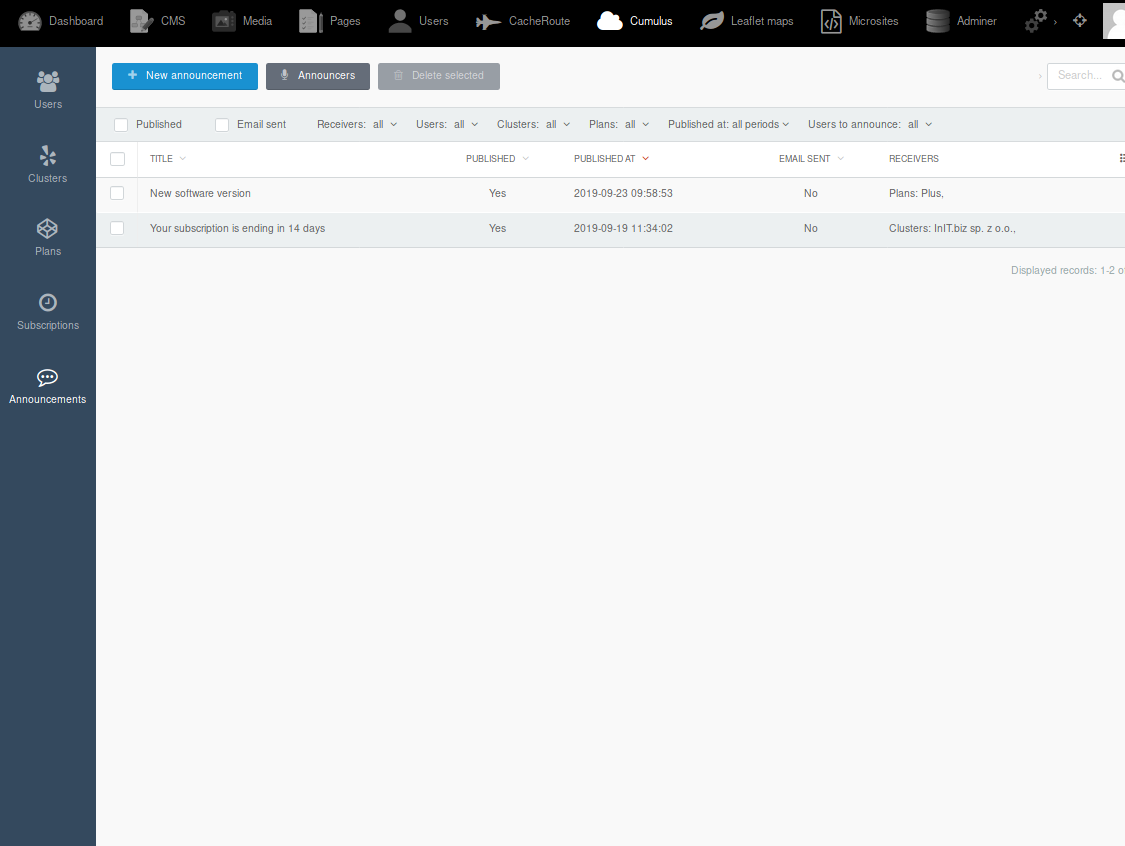 Dashboard CMS Media Pages Users CacheRoute Cumulus Leaflet maps Microsites Adminer
Users
Clusters
Plans
Subscriptions
Announcements
New announcement Announcers Delete selected Search...
Published Email sent Receivers: all Users: all Clusters: all Plans: all Published at: all periods Users to announce: all
TITLE PUBLISHED PUBLISHED AT EMAIL SENT RECEIVERS
New software version Yes 2019-09-23 09:58:53 No Plans: Plus,
Your subscription is ending in 14 days Yes 2019-09-19 11:34:02 No Clusters: InIT.biz sp. z o.o.,
Displayed records: 1-2